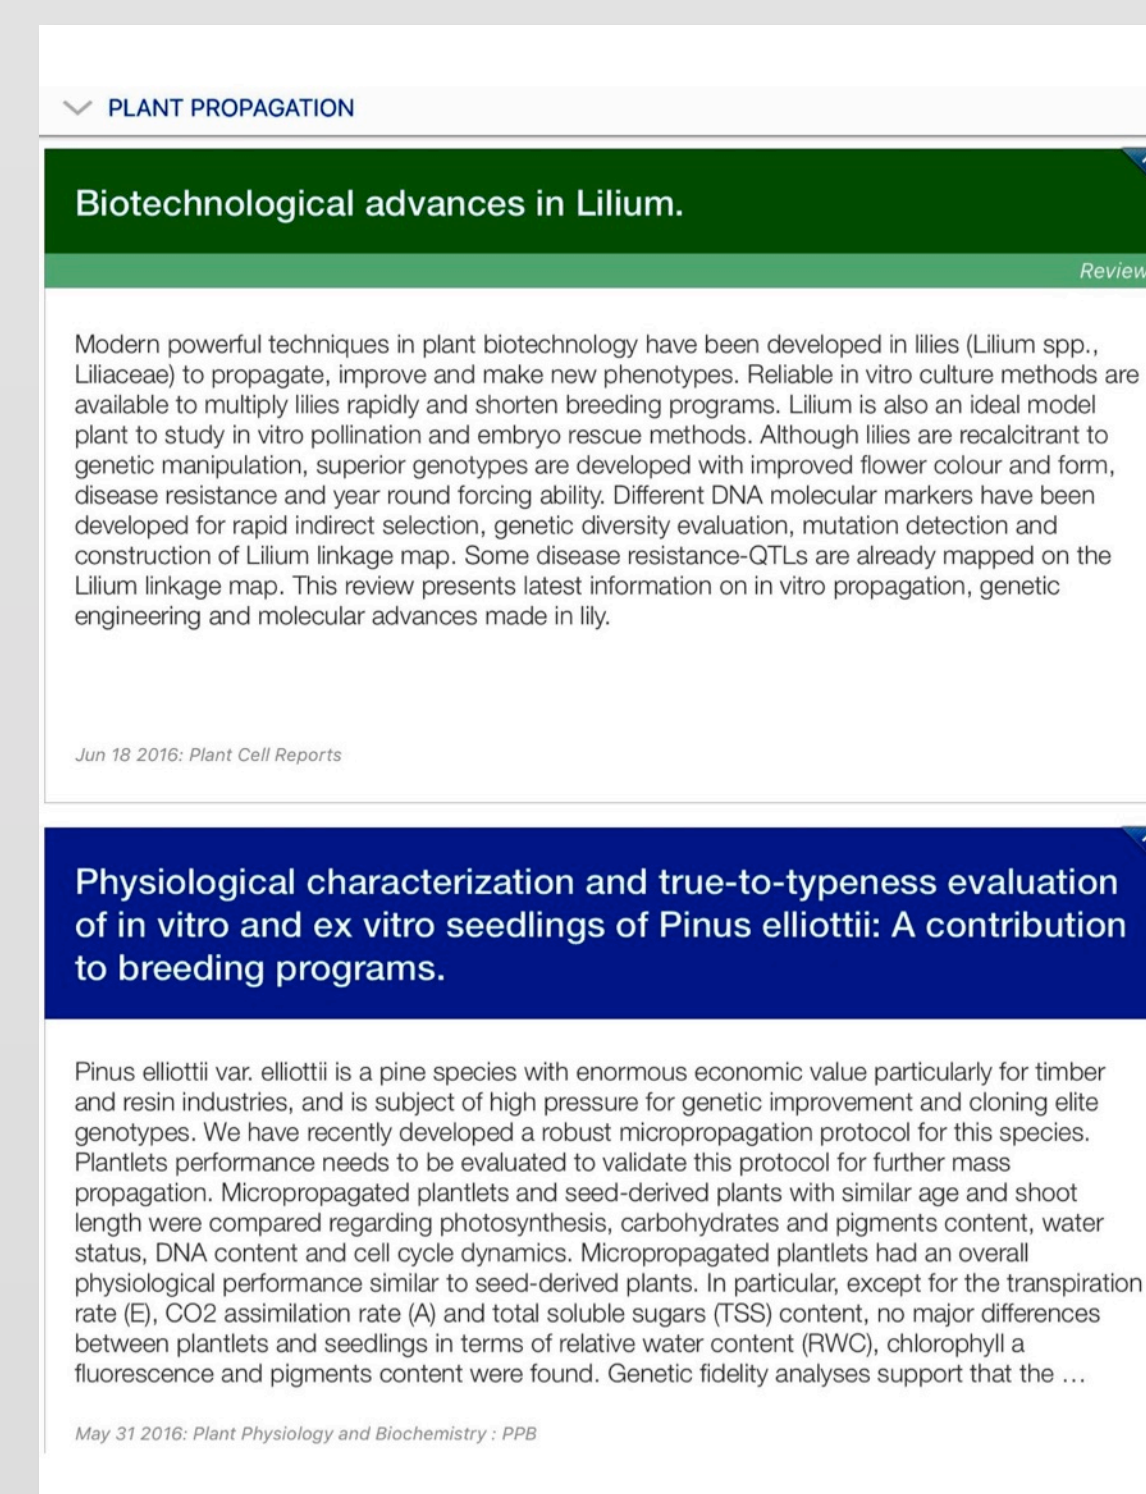 PLANT PROPAGATION
Biotechnological advances in Lilium.
Review
Modern powerful techniques in plant biotechnology have been developed in lilies (Lilium spp.,
Liliaceae) to propagate, improve and make new phenotypes. Reliable in vitro culture methods are
available to multiply lilies rapidly and shorten breeding programs. Lilium is also an ideal model
plant to study in vitro pollination and embryo rescue methods. Although lilies are recalcitrant to
genetic manipulation, superior genotypes are developed with improved flower colour and form,
disease resistance and year round forcing ability. Different DNA molecular markers have been
developed for rapid indirect selection, genetic diversity evaluation, mutation detection and
construction of Lilium linkage map. Some disease resistance-QTLs are already mapped on the
Lilium linkage map. This review presents latest information on in vitro propagation, genetic
engineering and molecular advances made in lily.
Jun 18 2016: Plant Cell Reports
Physiological characterization and true-to-typeness evaluation
of in vitro and ex vitro seedlings of Pinus elliottii: A contribution
to breeding programs.
Pinus elliottii var. elliottii is a pine species with enormous economic value particularly for timber
and resin industries, and is subject of high pressure for genetic improvement and cloning elite
genotypes. We have recently developed a robust micropropagation protocol for this species.
Plantlets performance needs to be evaluated to validate this protocol for further mass
propagation. Micropropagated plantlets and seed-derived plants with similar age and shoot
length were compared regarding photosynthesis, carbohydrates and pigments content, water
status, DNA content and cell cycle dynamics. Micropropagated plantlets had an overall
physiological performance similar to seed-derived plants. In particular, except for the transpiration
rate (E), CO2 assimilation rate (A) and total soluble sugars (TSS) content, no major differences
between plantlets and seedlings in terms of relative water content (RWC), chlorophyll a
fluorescence and pigments content were found. Genetic fidelity analyses support that the …
May 31 2016: Plant Physiology and Biochemistry : PPB